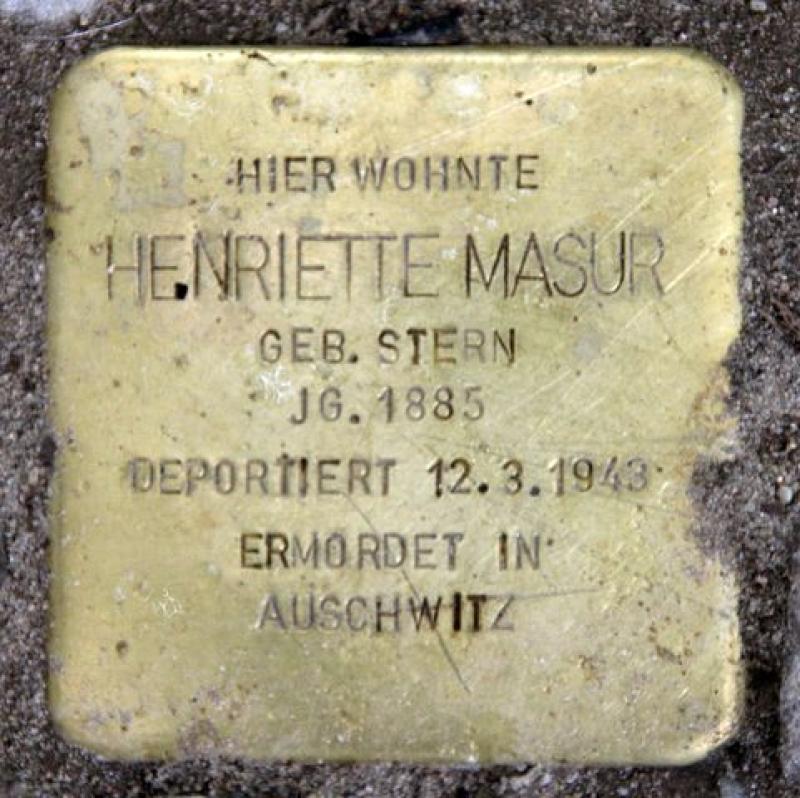 HIER WOHNTE
HENRIETTE MASUR
GEB. STERN
JG. 1885
DEPORTIERT 12.3.1943
ERMORDET IN
AUSCHWITZ